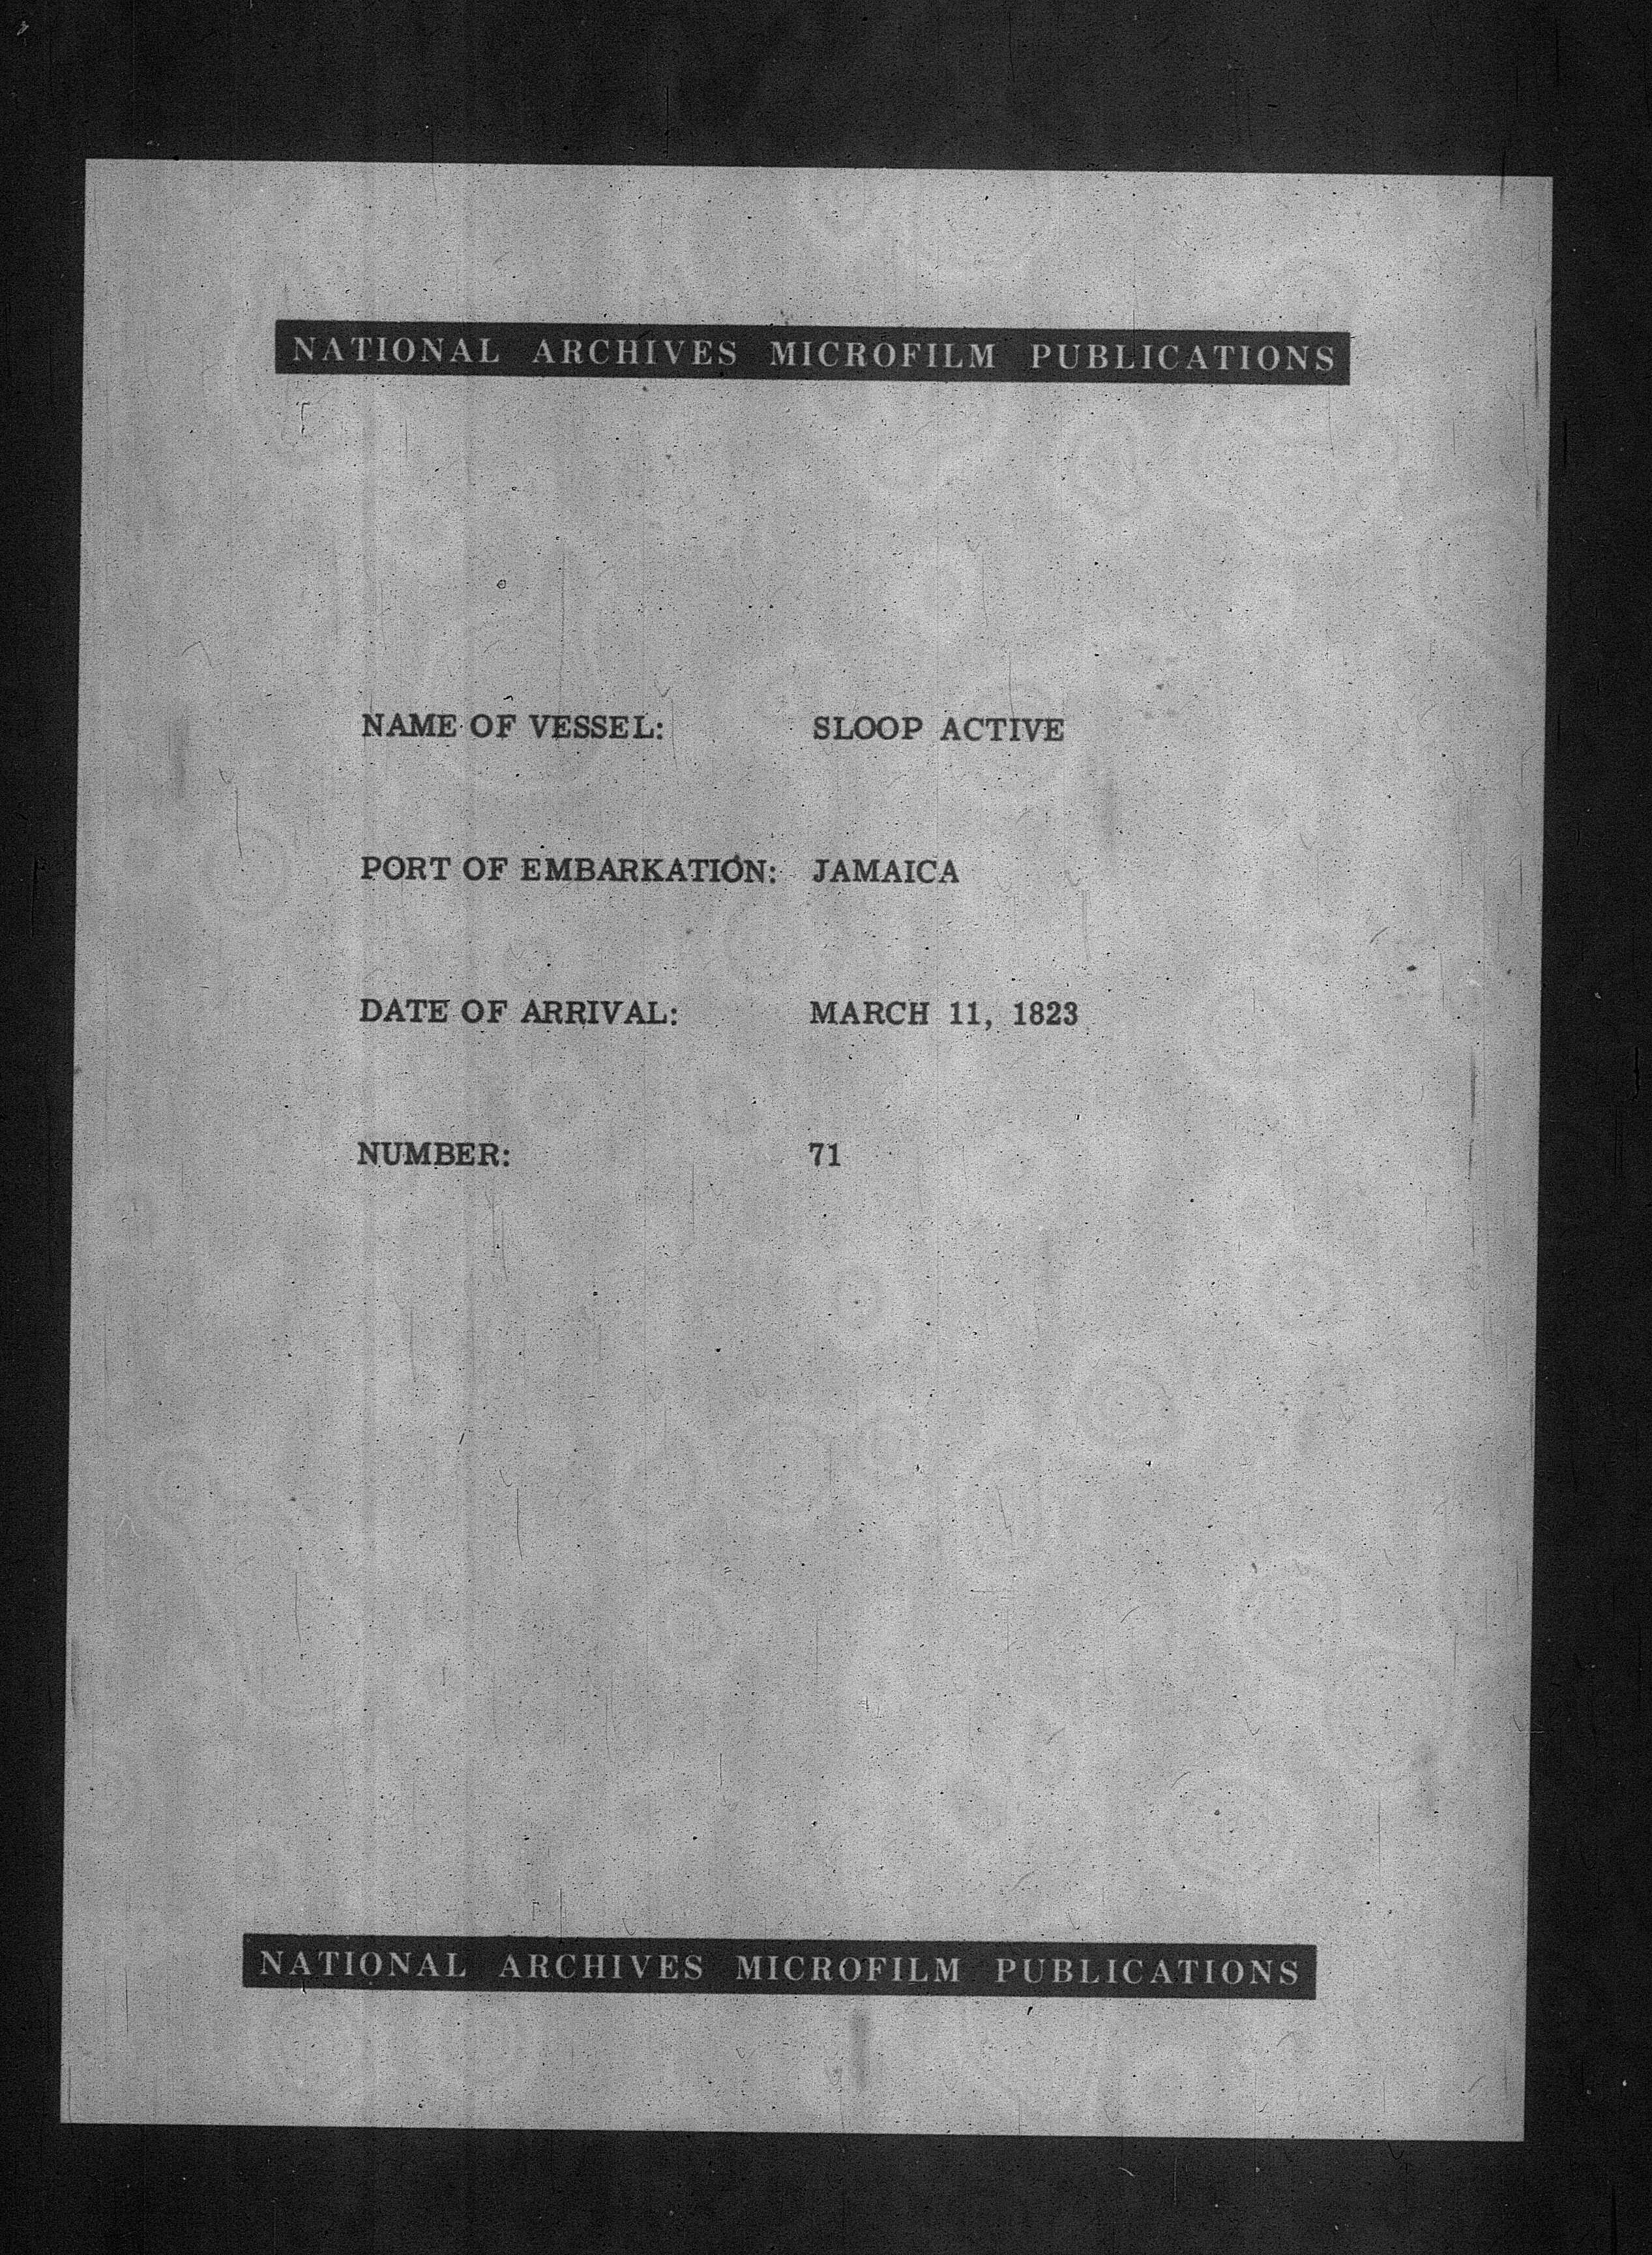 NATIONAL ARCHIVES MICROFILM PUBLICATIONS
NAME OF VESSEL: SLOOP ACTIVE
PORT OF EMBARKATION: JAMAICA
DATE OF ARRIVAL: MARCH 11, 1823
NUMBER: 71
NATIONAL ARCHIVES MICROFILM PUBLICATIONS